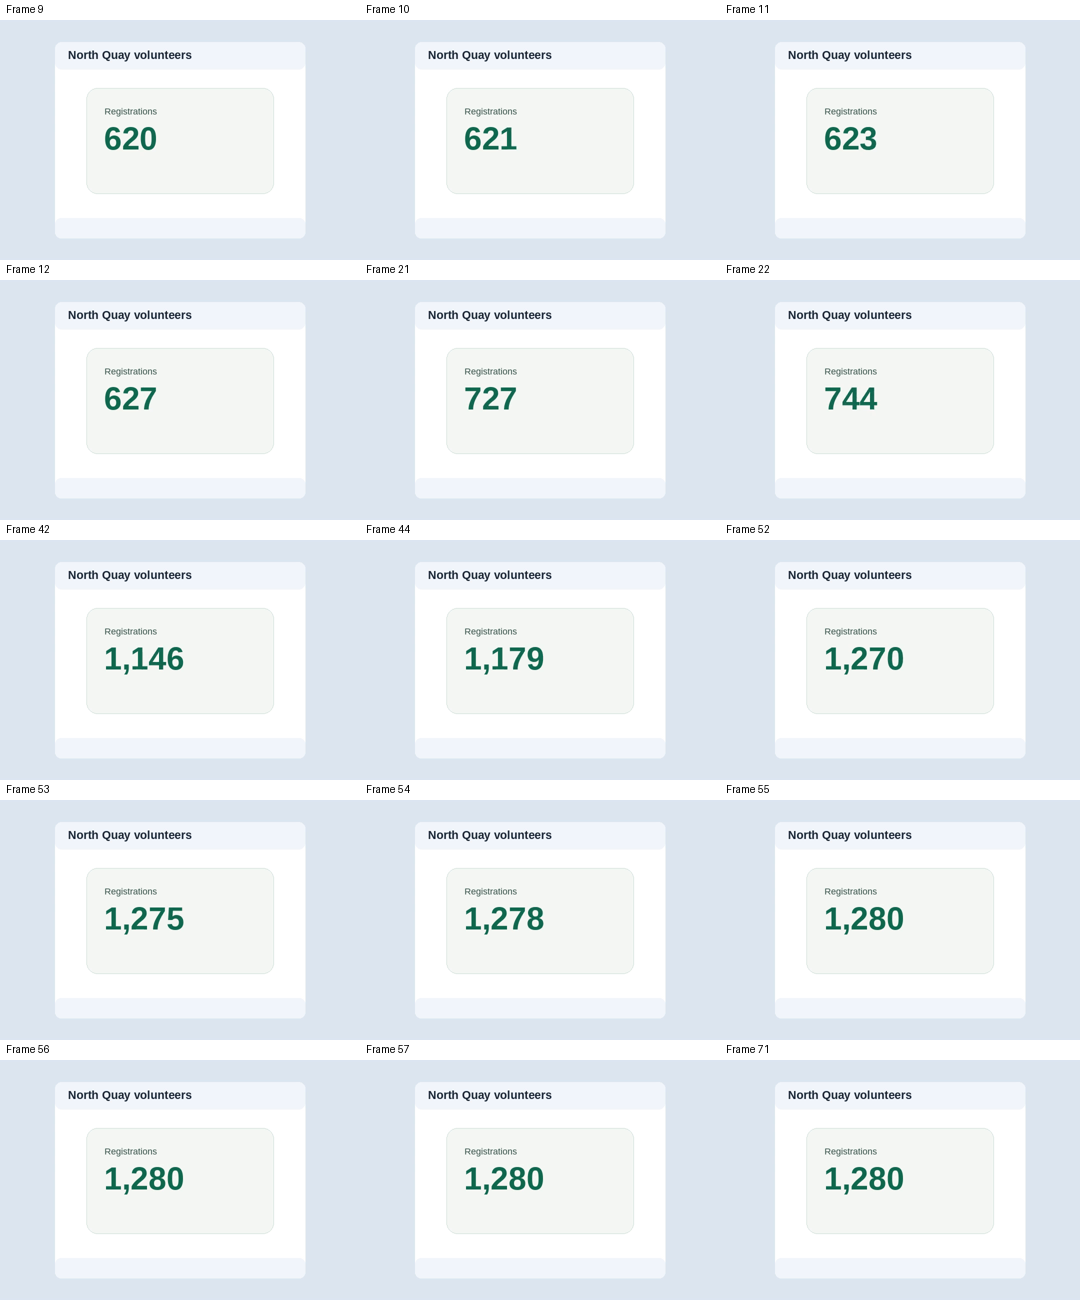 Frame 9
North Quay volunteers
Registrations
620
Frame 10
North Quay volunteers
Registrations
621
Frame 11
North Quay volunteers
Registrations
623
Frame 12
North Quay volunteers
Registrations
627
Frame 21
North Quay volunteers
Registrations
727
Frame 22
North Quay volunteers
Registrations
744
Frame 42
North Quay volunteers
Registrations
1,146
Frame 44
North Quay volunteers
Registrations
1,179
Frame 52
North Quay volunteers
Registrations
1,270
Frame 53
North Quay volunteers
Registrations
1,275
Frame 54
North Quay volunteers
Registrations
1,278
Frame 55
North Quay volunteers
Registrations
1,280
Frame 56
North Quay volunteers
Registrations
1,280
Frame 57
North Quay volunteers
Registrations
1,280
Frame 71
North Quay volunteers
Registrations
1,280